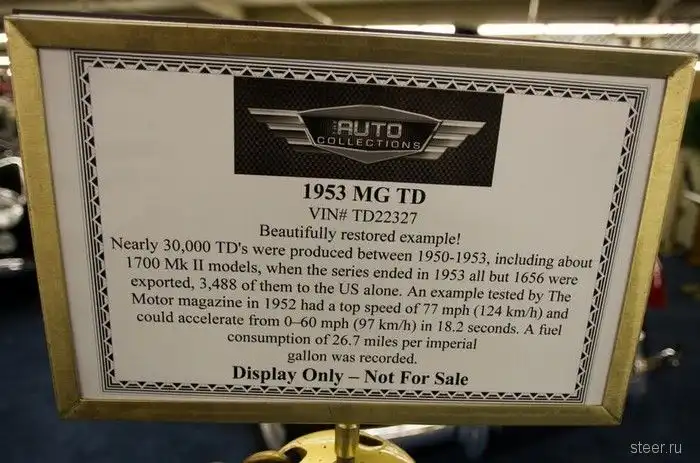 THE
AUTO
COLLECTIONS
1953 MG TD
VIN# TD22327
Beautifully restored example!
Nearly 30,000 TD's were produced between 1950-1953, including about
1700 Mk II models, when the series ended in 1953 all but 1656 were
exported, 3,488 of them to the US alone. An example tested by The
Motor magazine in 1952 had a top speed of 77 mph (124 km/h) and
could accelerate from 0–60 mph (97 km/h) in 18.2 seconds. A fuel
consumption of 26.7 miles per imperial
gallon was recorded.
Display Only – Not For Sale
steer.ru